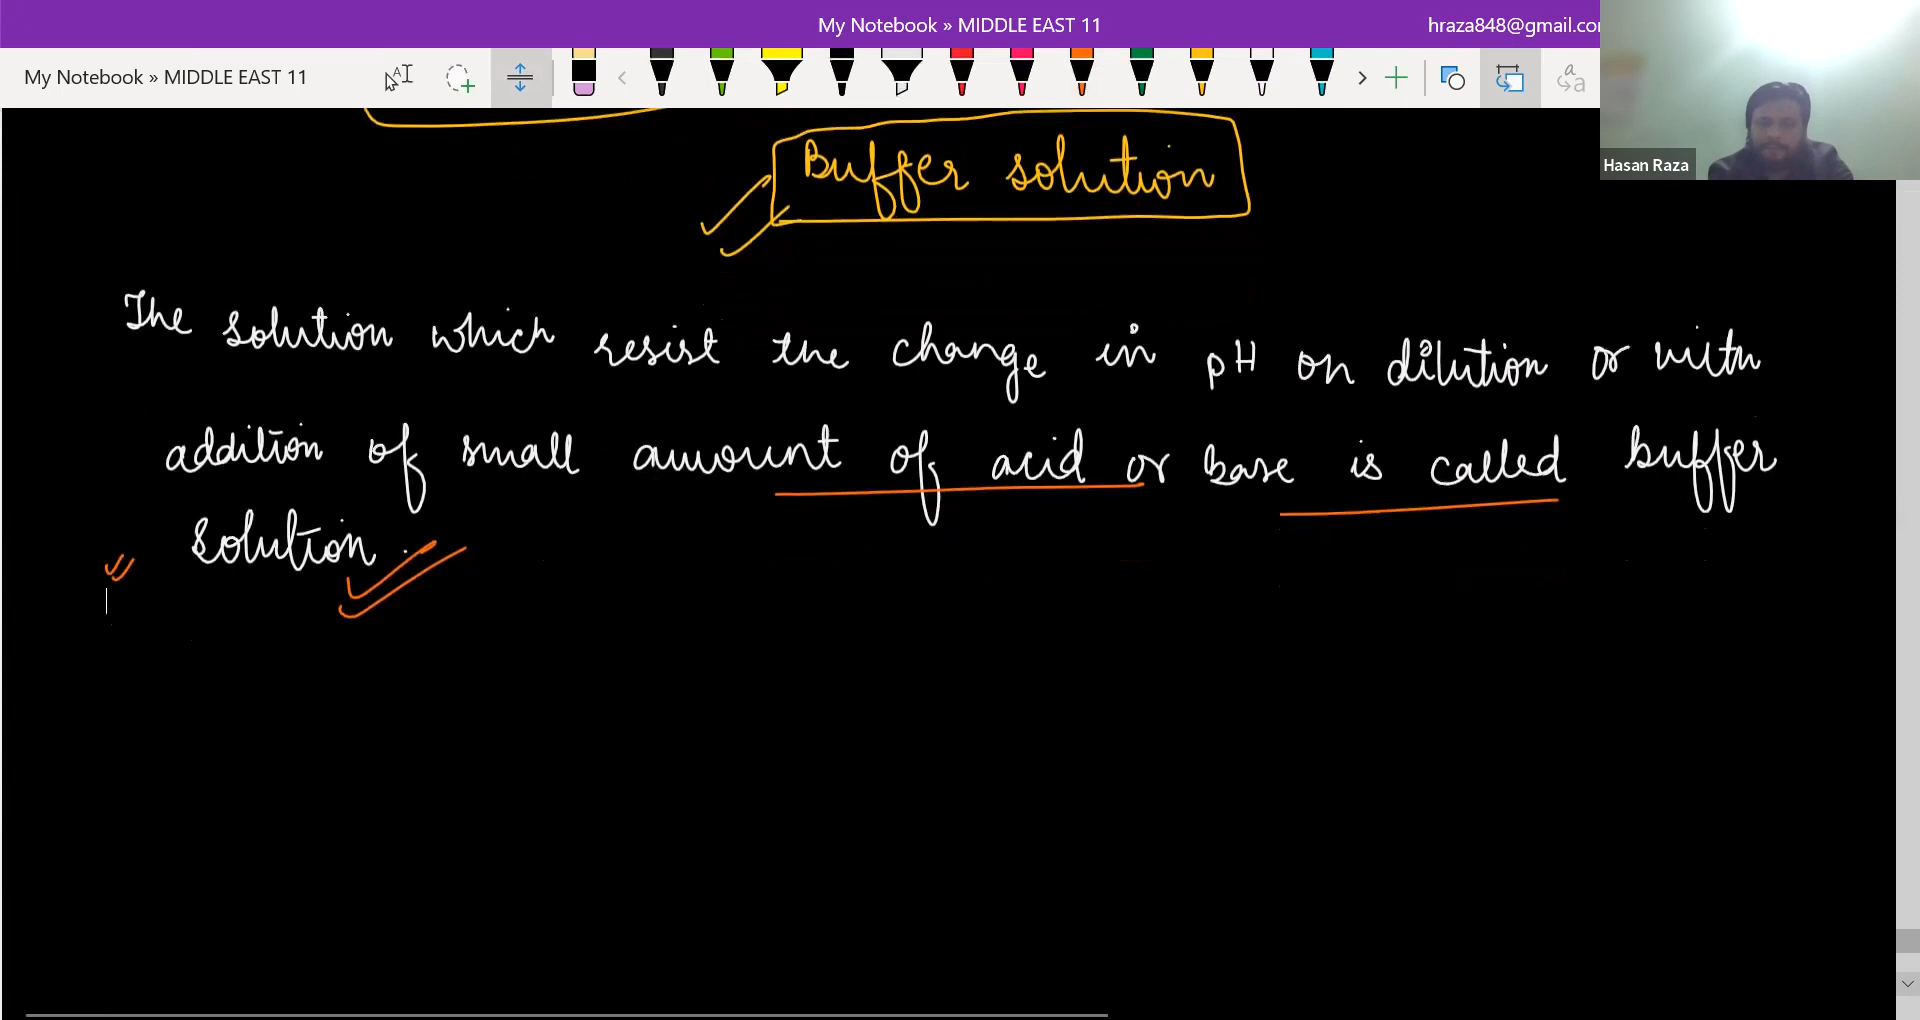 My Notebook » MIDDLE EAST 11
hraza848@gmail.co
My Notebook » MIDDLE EAST 11
Hasan Raza
Buffer solution
The solution which resist the change in pH on dilution or with
addition of small amount of acid or base is called buffer
solution.